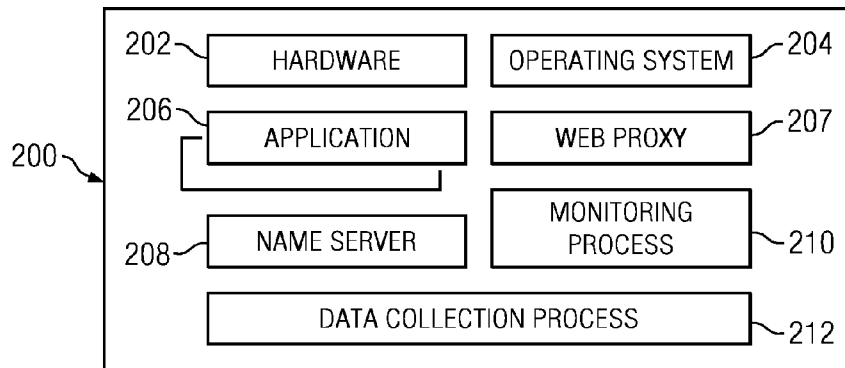 202 HARDWARE OPERATING SYSTEM 204
206 APPLICATION WEB PROXY 207
200
208 NAME SERVER MONITORING
PROCESS 210
DATA COLLECTION PROCESS 212